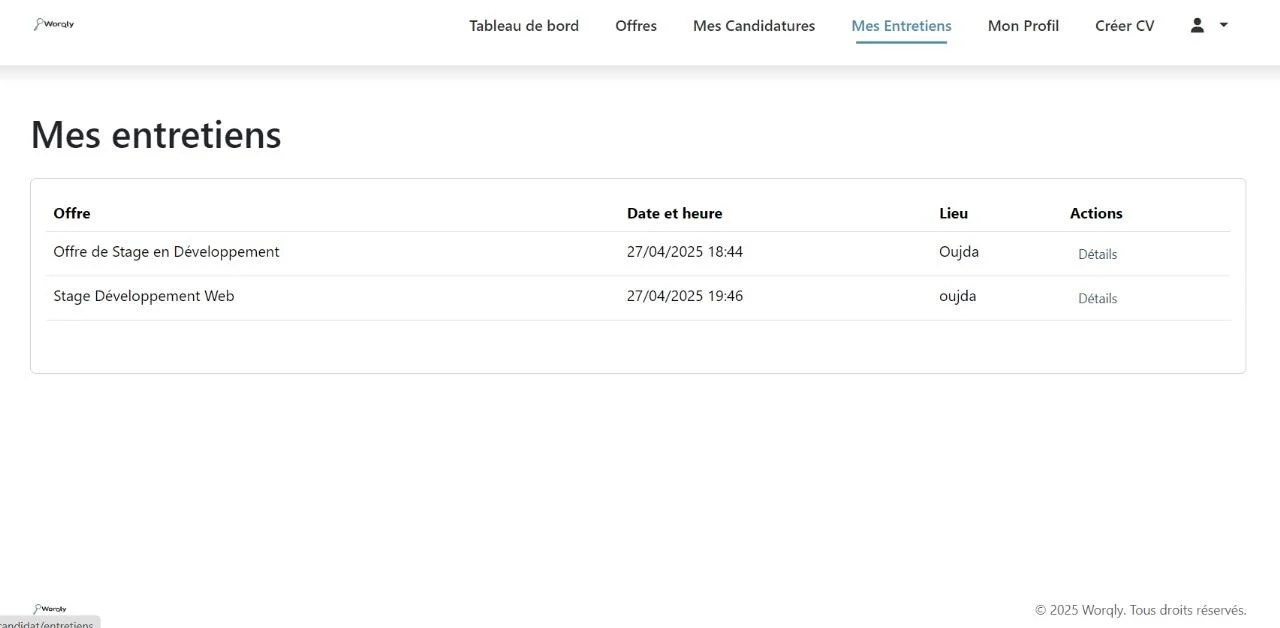 Worqly
Tableau de bord Offres Mes Candidatures Mes Entretiens Mon Profil Créer CV
Mes entretiens
Offre Date et heure Lieu Actions
Offre de Stage en Développement 27/04/2025 18:44 Oujda Détails
Stage Développement Web 27/04/2025 19:46 oujda Détails
Worqly
© 2025 Worqly. Tous droits réservés.
candidat/entretiens